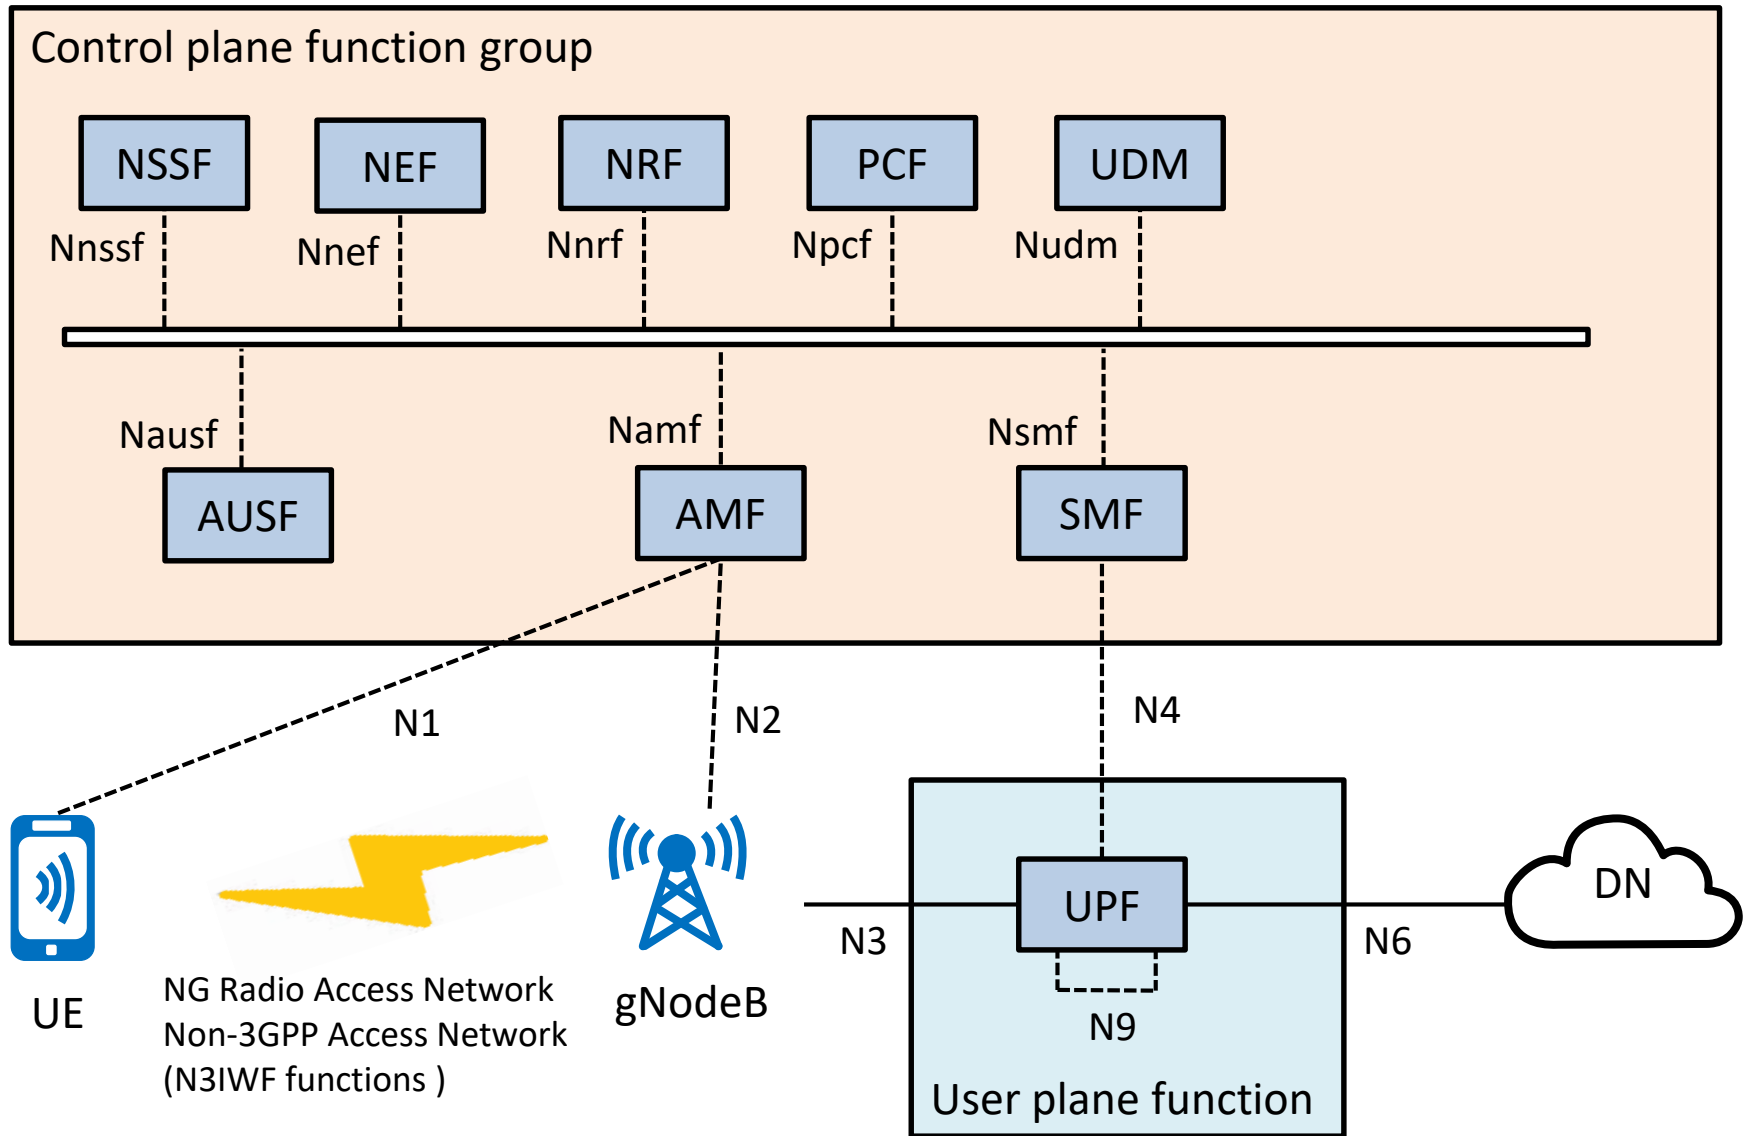 Control plane function group
NSSF
NEF
NRF
PCF
UDM
Nnssf
Nnef
Nnrf
Npcf
Nudm
Nausf
Namf
Nsmf
AUSF
AMF
SMF
N1
N2
N4
UE
NG Radio Access Network
Non-3GPP Access Network
(N3IWF functions )
gNodeB
N3
UPF
N6
DN
N9
User plane function